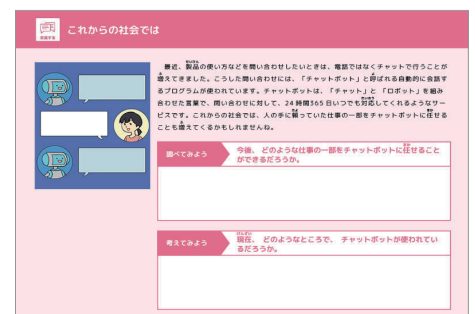 これからの社会では
最近、製品の使い方などを問い合わせしたいときは、電話ではなくチャットで行うことが
増えてきました。こうした問い合わせには、「チャットボット」と呼ばれる自動的に会話す
るプログラムが使われています。チャットボットは、「チャット」と「ロボット」を組み
合わせた言葉で、問い合わせに対して、24時間365日いつでも対応してくれるようなサー
ビスです。これからの社会では、人の手に頼っていた仕事の一部をチャットボットに任せる
ことも増えてくるかもしれませんね。
調べてみよう
今後、どのような仕事の一部をチャットボットに任せること
ができるだろうか。
考えてみよう
現在、どのようなところで、チャットボットが使われてい
るだろうか。